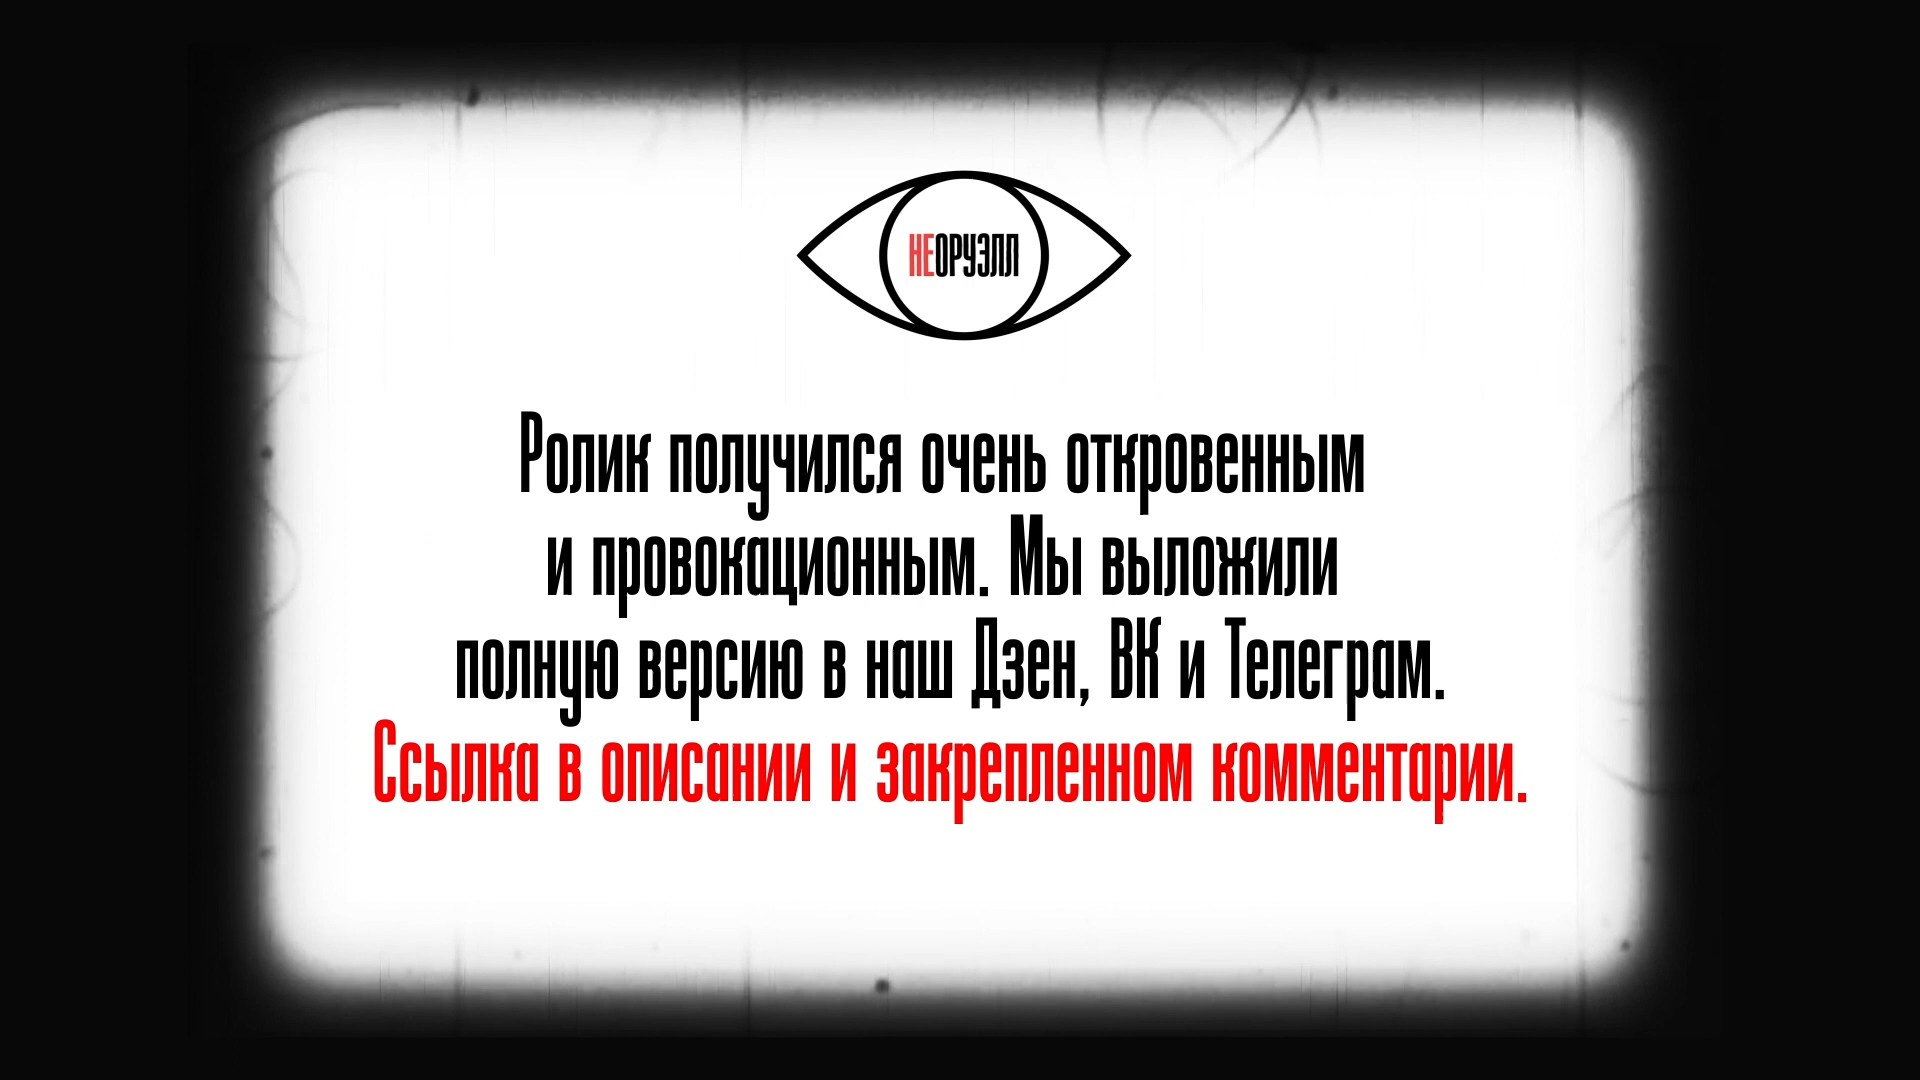 НЕОРУЭЛЛ
Ролик получился очень откровенным
и провокационным. Мы выложили
полную версию в наш Дзен, ВК и Телеграм.
Ссылка в описании и закрепленном комментарии.